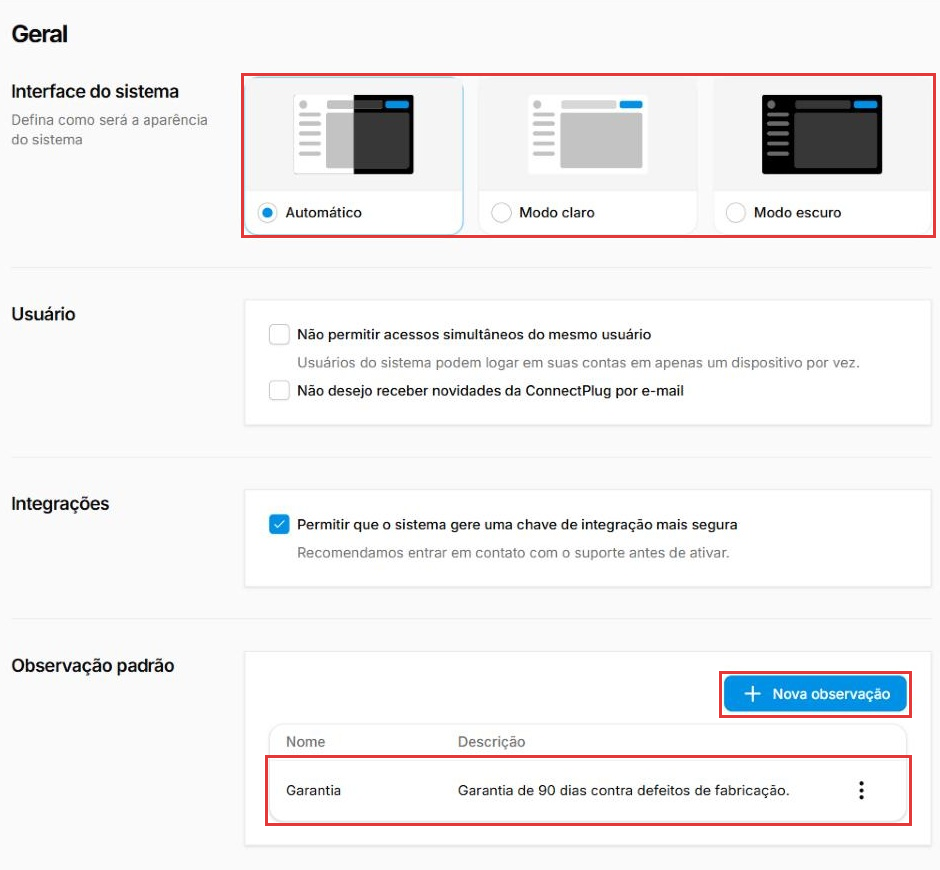 Geral
Interface do sistema
Defina como será a aparência
do sistema
Automático
Modo claro
Modo escuro
Usuário
Não permitir acessos simultâneos do mesmo usuário
Usuários do sistema podem logar em suas contas em apenas um dispositivo por vez.
Não desejo receber novidades da ConnectPlug por e-mail
Integrações
Permitir que o sistema gere uma chave de integração mais segura
Recomendamos entrar em contato com o suporte antes de ativar.
Observação padrão
+ Nova observação
Nome Descrição
Garantia Garantia de 90 dias contra defeitos de fabricação.